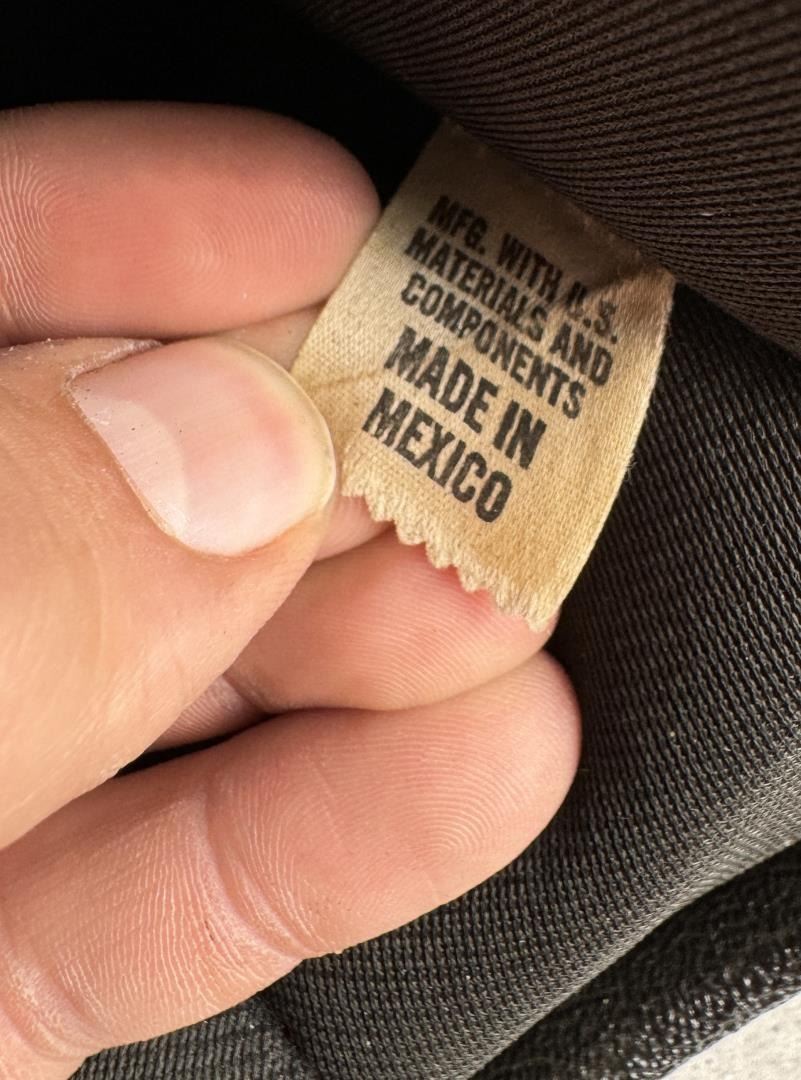 MFG. WITH U.S.
MATERIALS AND
COMPONENTS
MADE IN
MEXICO